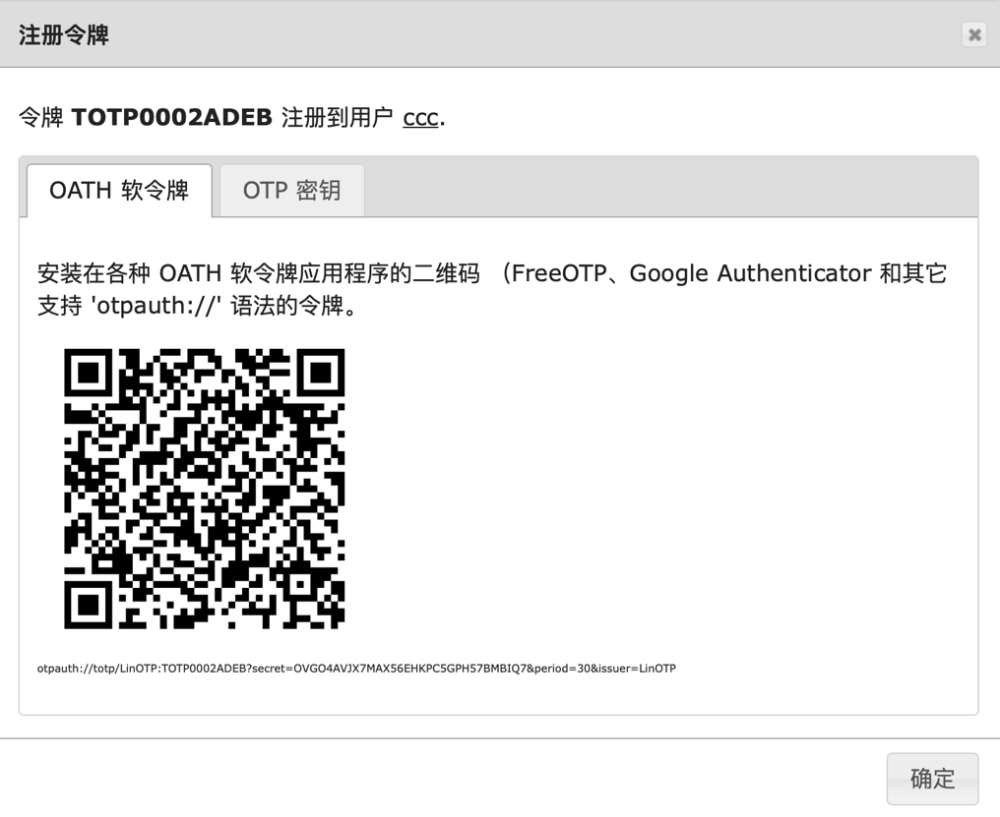 注册令牌
令牌 TOTP0002ADEB 注册到用户 ccc.
OATH 软令牌
OTP 密钥
安装在各种 OATH 软令牌应用程序的二维码 （FreeOTP、Google Authenticator 和其它
支持 'otpauth://' 语法的令牌。
otpauth://totp/LinOTP:TOTP0002ADEB?secret=OVGO4AVJX7MAX56EHKPC5GPH57BMBIQ7&period=30&issuer=LinOTP
确定